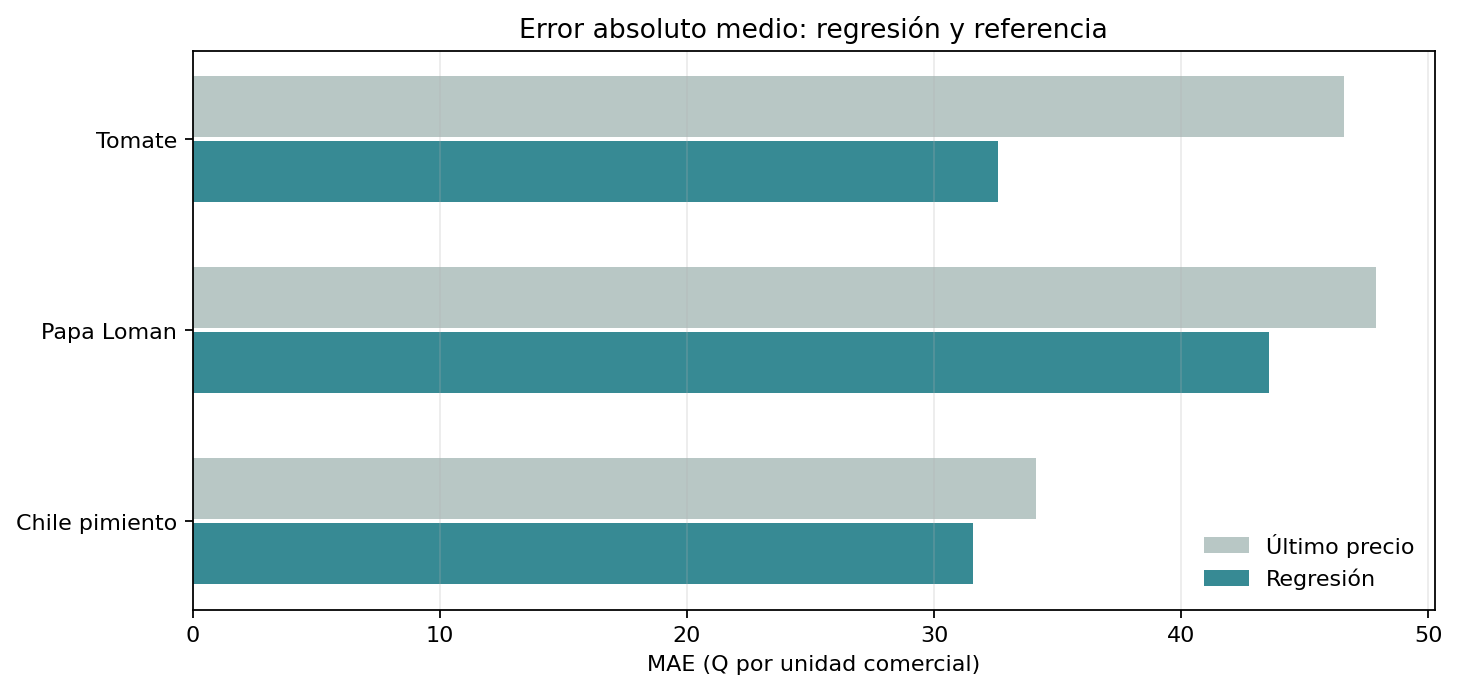 Error absoluto medio: regresión y referencia
Tomate
Papa Loman
Chile pimiento
Último precio
Regresión
0 10 20 30 40 50
MAE (Q por unidad comercial)